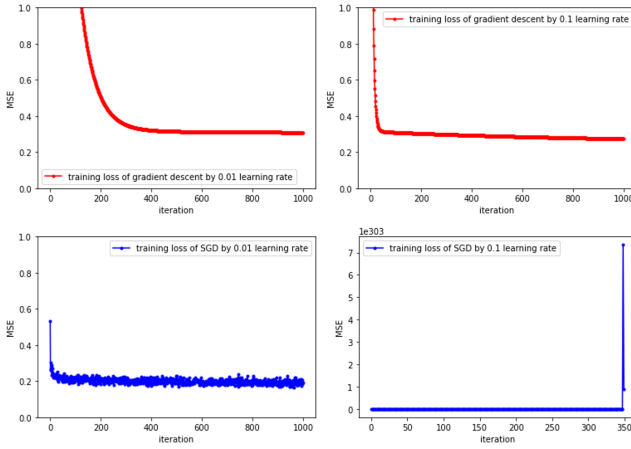 1.0
0.8
0.6
0.4
0.2
0.0
MSE
training loss of gradient descent by 0.01 learning rate
0 200 400 600 800 1000
iteration
1.0
0.8
0.6
0.4
0.2
0.0
MSE
training loss of gradient descent by 0.1 learning rate
0 200 400 600 800 1000
iteration
1.0
0.8
0.6
0.4
0.2
0.0
MSE
training loss of SGD by 0.01 learning rate
0 200 400 600 800 1000
iteration
1e303
7
6
5
4
3
2
1
0
MSE
training loss of SGD by 0.1 learning rate
0 50 100 150 200 250 300 350
iteration